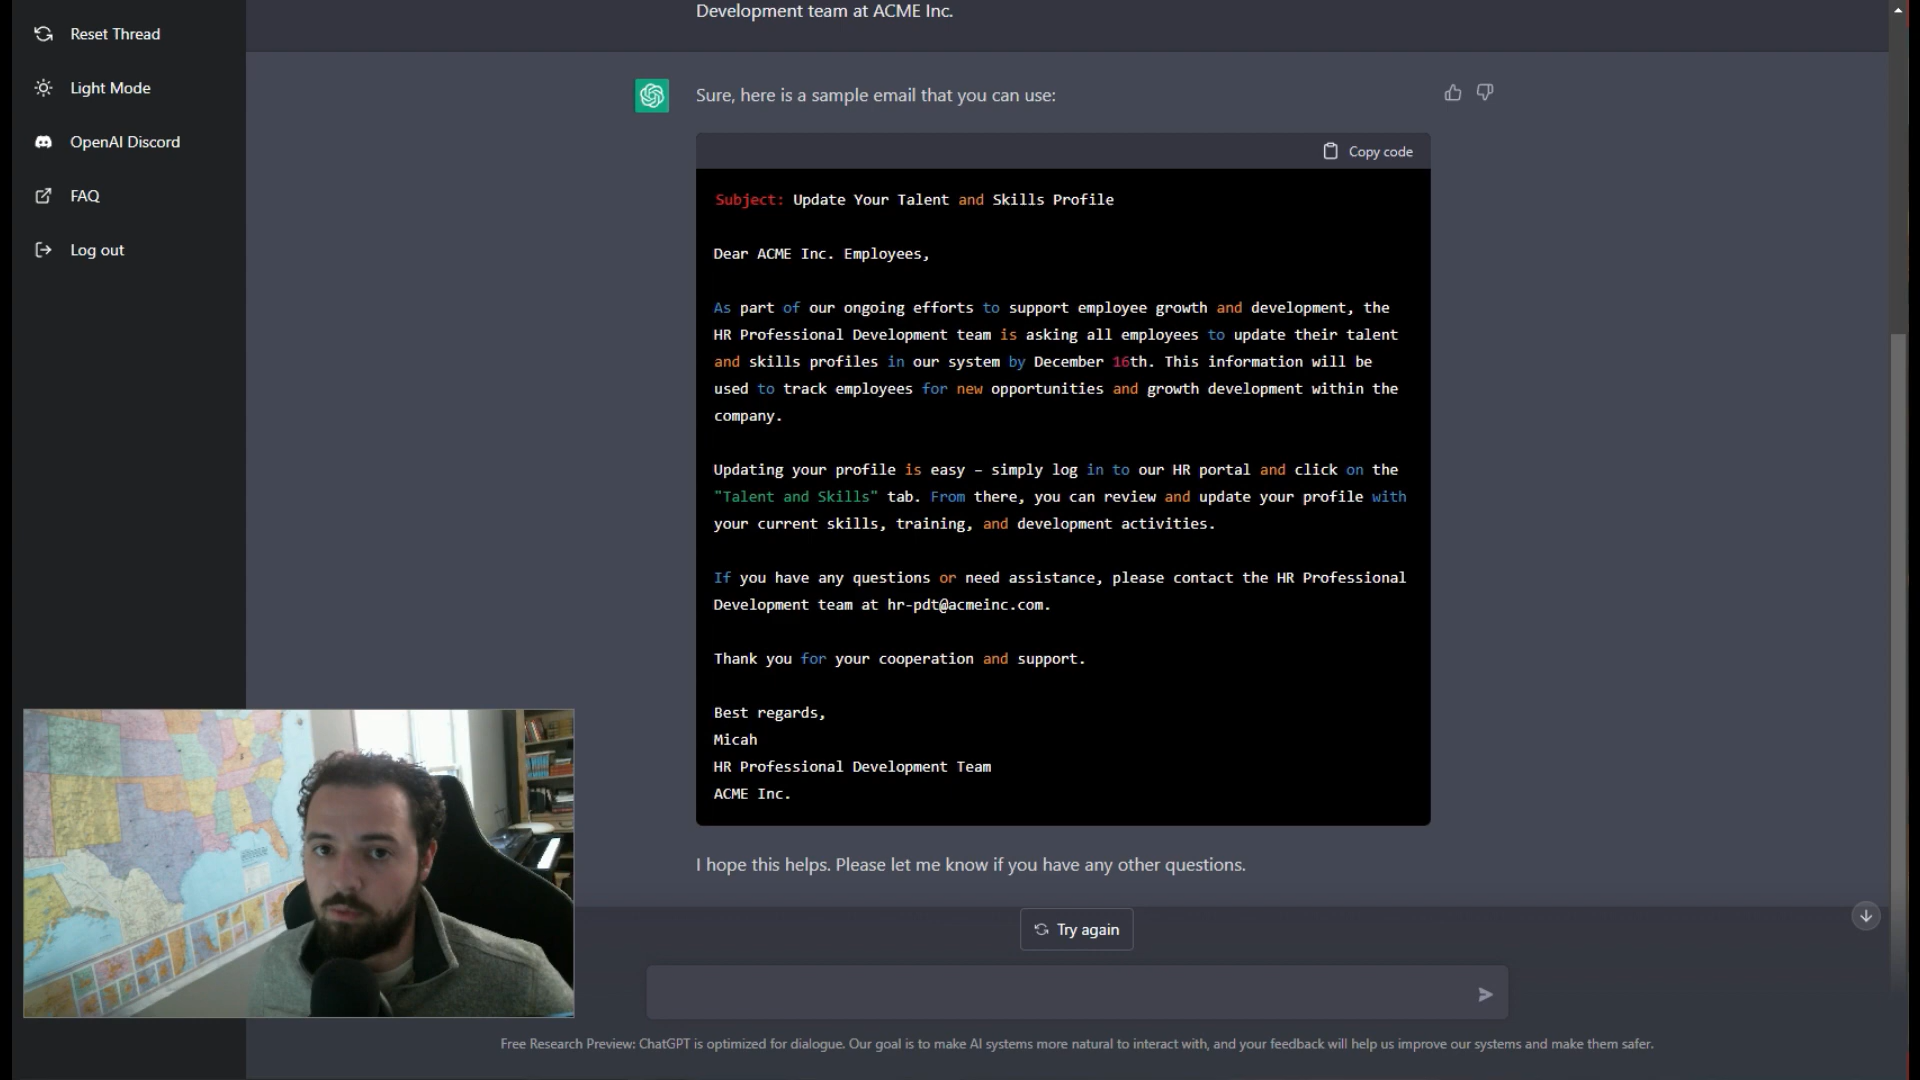 Development team at ACME Inc.
Reset Thread
Light Mode
OpenAI Discord
FAQ
Log out
Sure, here is a sample email that you can use:
Copy code
Subject: Update Your Talent and Skills Profile
Dear ACME Inc. Employees,
As part of our ongoing efforts to support employee growth and development, the
HR Professional Development team is asking all employees to update their talent
and skills profiles in our system by December 16th. This information will be
used to track employees for new opportunities and growth development within the
company.
Updating your profile is easy – simply log in to our HR portal and click on the
"Talent and Skills" tab. From there, you can review and update your profile with
your current skills, training, and development activities.
If you have any questions or need assistance, please contact the HR Professional
Development team at hr-pdt@acmeinc.com.
Thank you for your cooperation and support.
Best regards,
Micah
HR Professional Development Team
ACME Inc.
I hope this helps. Please let me know if you have any other questions.
Try again
Free Research Preview: ChatGPT is optimized for dialogue. Our goal is to make AI systems more natural to interact with, and your feedback will help us improve our systems and make them safer.